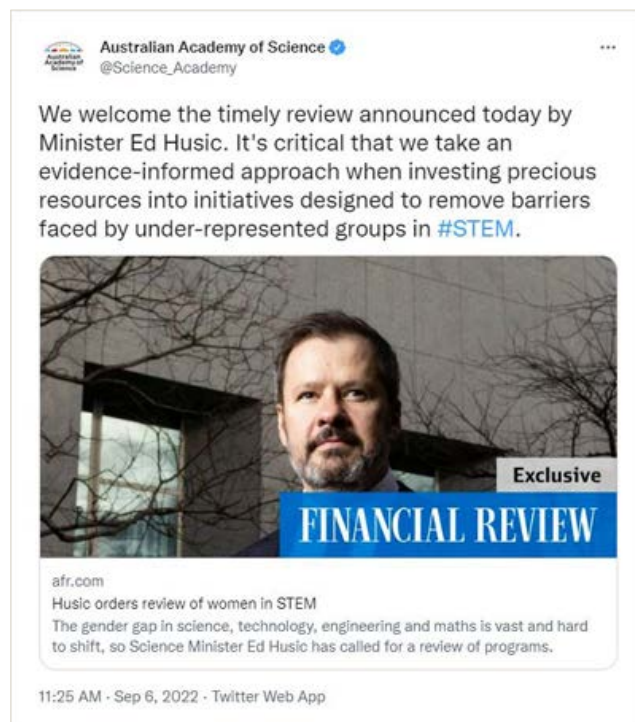 Australian Academy of Science
Australian
Academy of
Science
@Science_Academy
We welcome the timely review announced today by
Minister Ed Husic. It's critical that we take an
evidence-informed approach when investing precious
resources into initiatives designed to remove barriers
faced by under-represented groups in #STEM.
Exclusive
FINANCIAL REVIEW
afr.com
Husic orders review of women in STEM
The gender gap in science, technology, engineering and maths is vast and hard
to shift, so Science Minister Ed Husic has called for a review of programs.
11:25 AM · Sep 6, 2022 · Twitter Web App